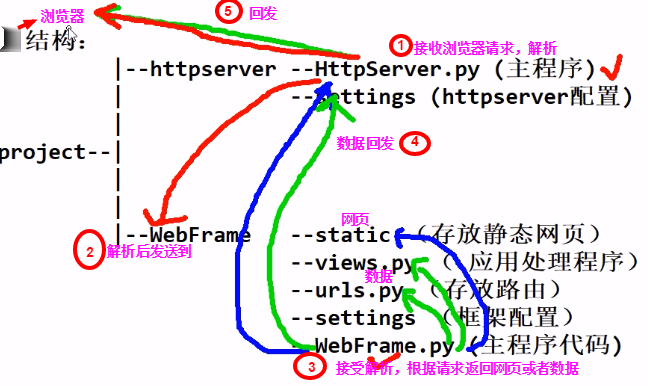 浏览器
⑤ 回发
结构：
① 接收浏览器请求，解析
|--httpserver --HttpServer.py (主程序)
| --settings (httpserver配置)
|
| 数据回发 ④
project--|
|
|
| 网页
② 解析后发送到
|--WebFrame --static （存放静态网页）
--views.py （ 应用处理程序）
数据
--urls.py （存放路由）
--settings （框架配置）
--WebFrame.py (主程序代码)
③ 接受解析，根据请求返回网页或者数据